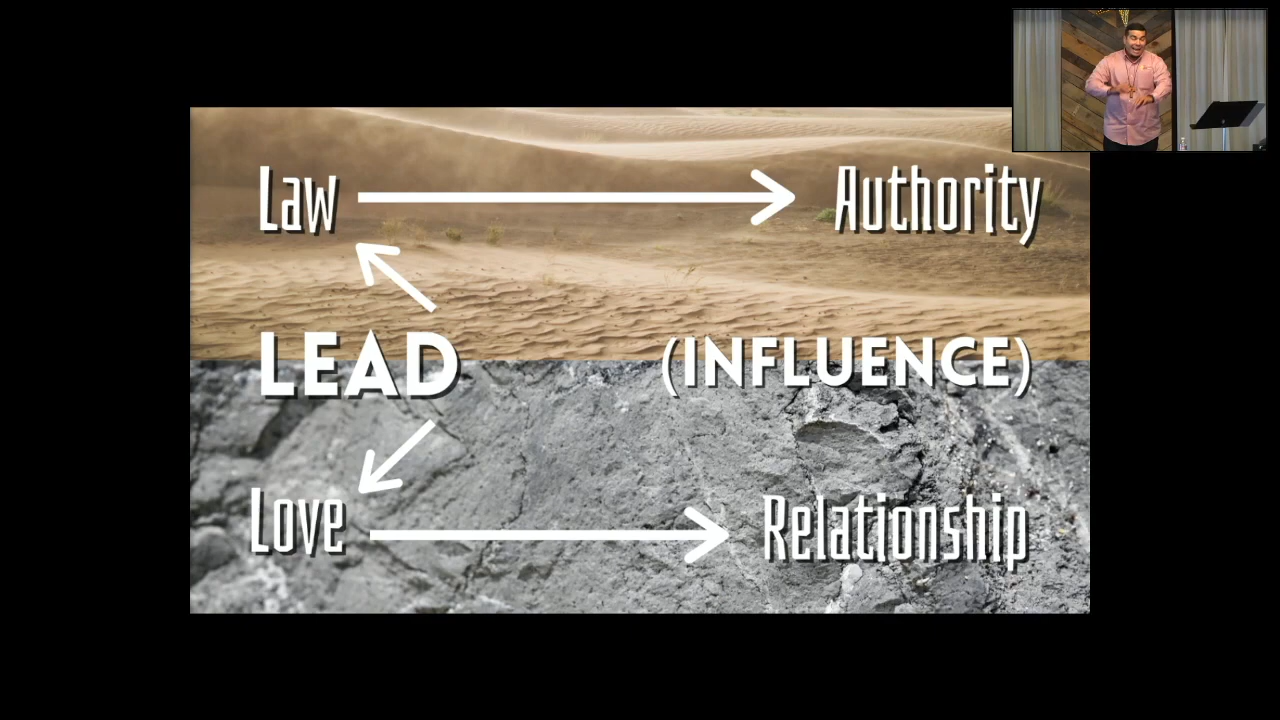 Law
Authority
LEAD
(INFLUENCE)
Love
Relationship